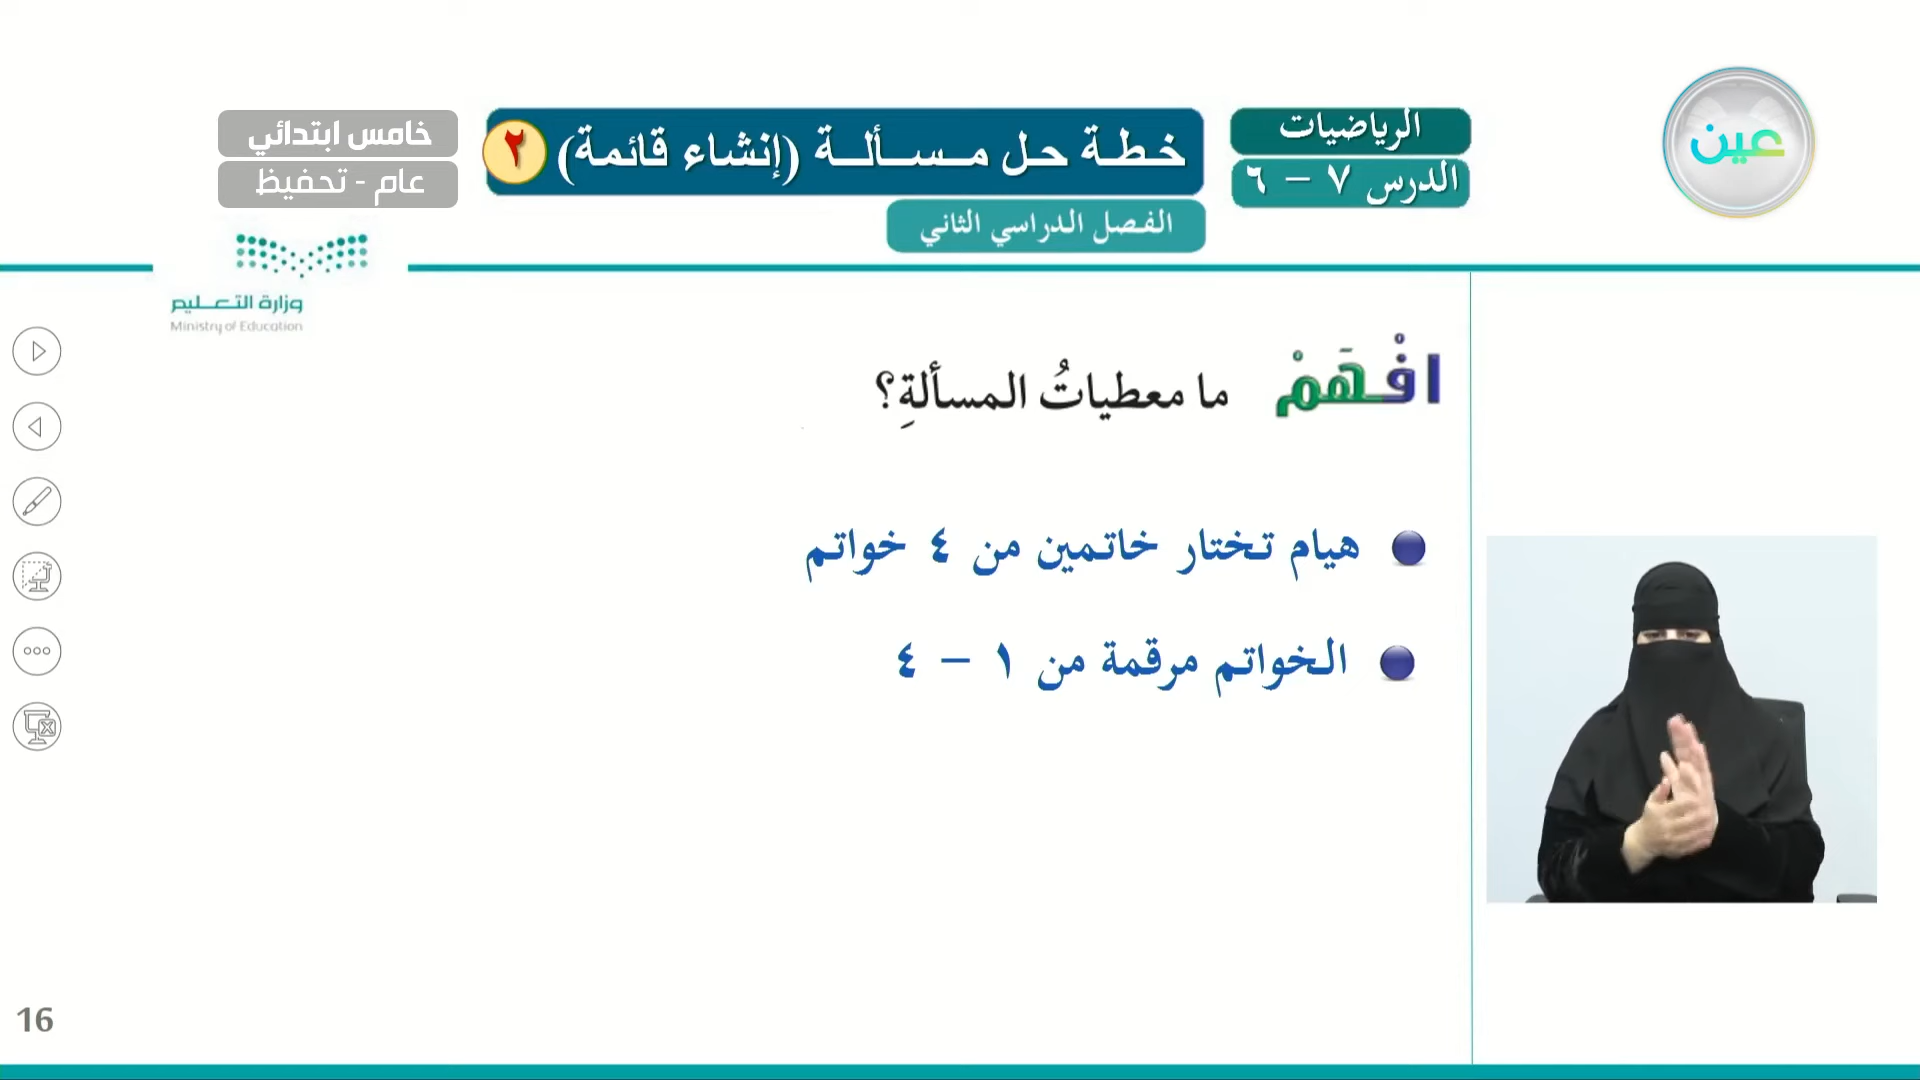 عين
الرياضيات
الدرس ٧ – ٦
خطة حل مسألة (إنشاء قائمة) ٢
الفصل الدراسي الثاني
خامس ابتدائي
عام - تحفيظ
وزارة التعليم
Ministry of Education
افْهَمْ ما معطياتُ المسألةِ؟
هيام تختار خاتمين من ٤ خواتم
الخواتم مرقمة من ١ – ٤
16